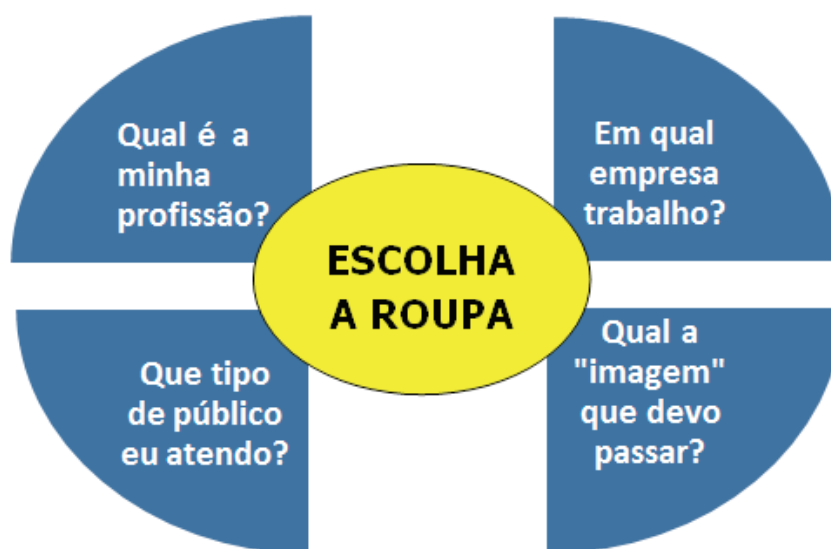 Qual é a
minha
profissão?
Em qual
empresa
trabalho?
ESCOLHA
A ROUPA
Que tipo
de público
eu atendo?
Qual a
"imagem"
que devo
passar?